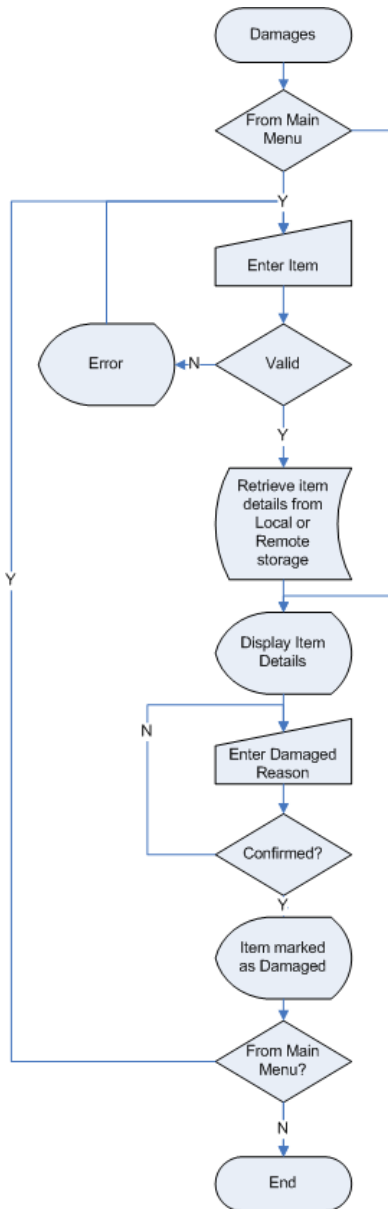 Damages
From Main
Menu
Y
Enter Item
Error
N
Valid
Y
Retrieve item
details from
Local or
Remote
storage
Y
Display Item
Details
N
Enter Damaged
Reason
Confirmed?
Y
Item marked
as Damaged
From Main
Menu?
N
End